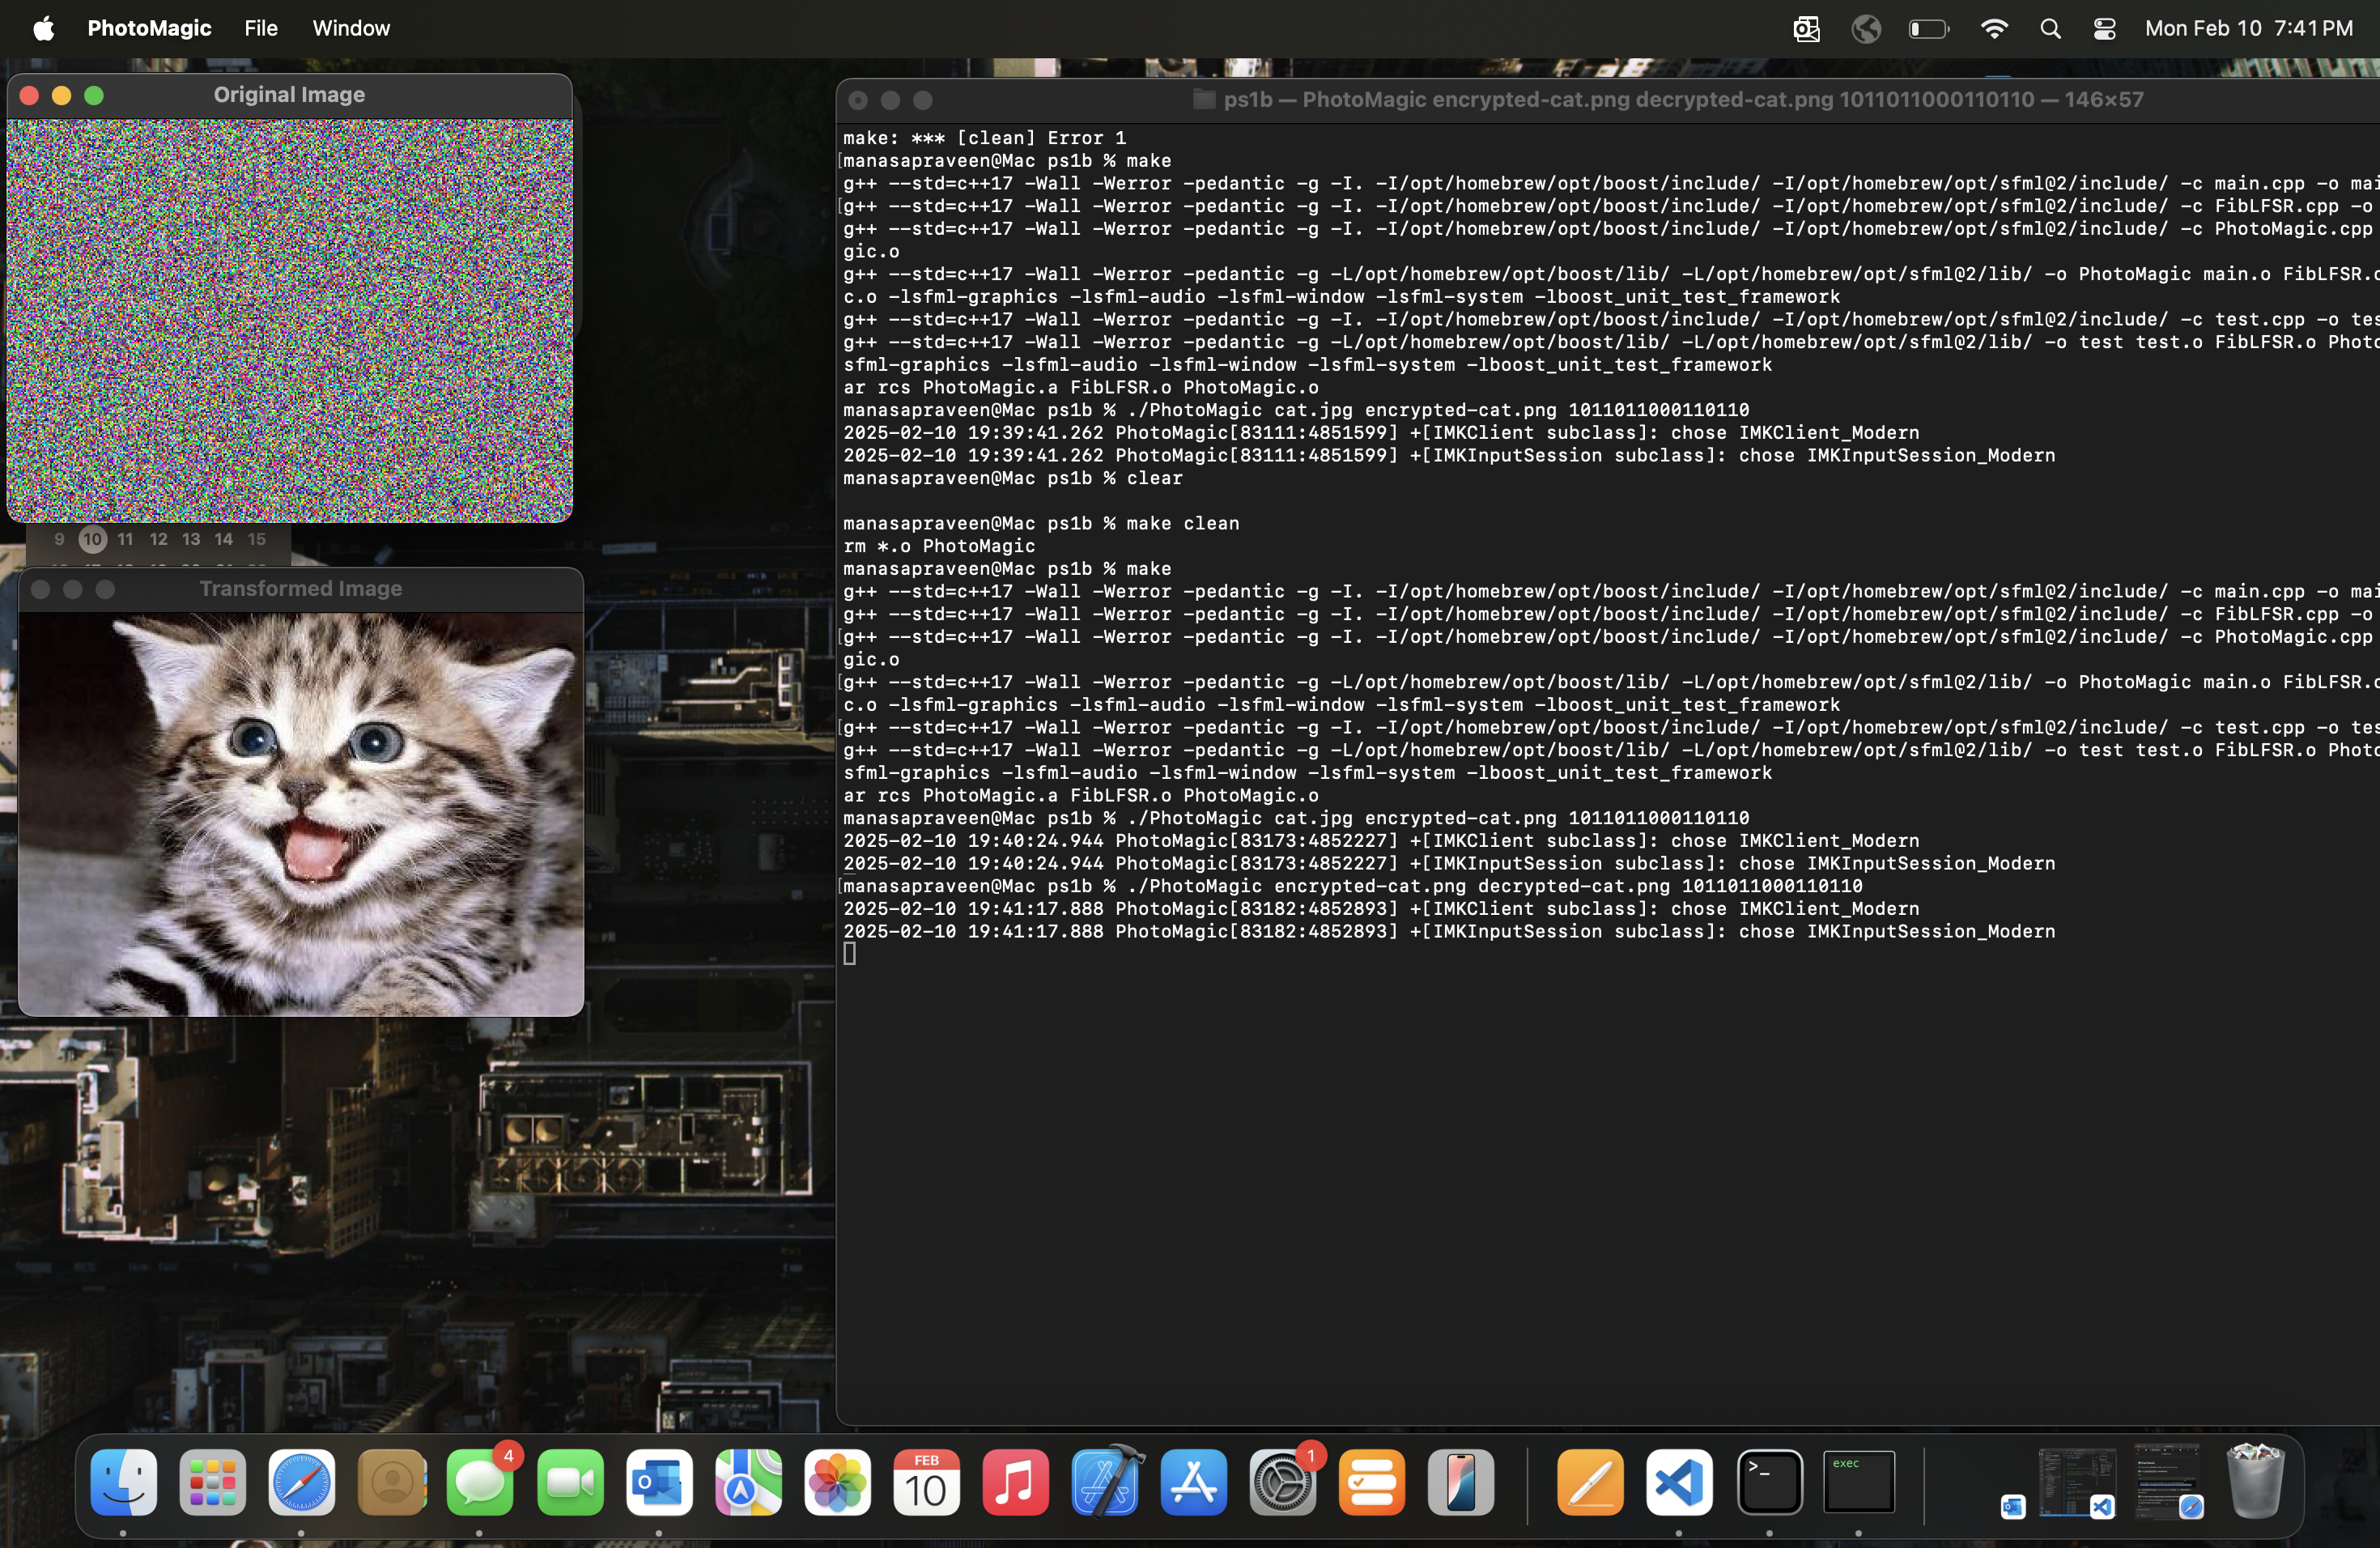 PhotoMagic File Window Mon Feb 10 7:41 PM
Original Image
9 10 11 12 13 14 15
Transformed Image
ps1b — PhotoMagic encrypted-cat.png decrypted-cat.png 1011011000110110 — 146×57
make: *** [clean] Error 1
[manasapraveen@Mac ps1b % make
g++ --std=c++17 -Wall -Werror -pedantic -g -I. -I/opt/homebrew/opt/boost/include/ -I/opt/homebrew/opt/sfml@2/include/ -c main.cpp -o mai
[g++ --std=c++17 -Wall -Werror -pedantic -g -I. -I/opt/homebrew/opt/boost/include/ -I/opt/homebrew/opt/sfml@2/include/ -c FibLFSR.cpp -o
g++ --std=c++17 -Wall -Werror -pedantic -g -I. -I/opt/homebrew/opt/boost/include/ -I/opt/homebrew/opt/sfml@2/include/ -c PhotoMagic.cpp
gic.o
g++ --std=c++17 -Wall -Werror -pedantic -g -L/opt/homebrew/opt/boost/lib/ -L/opt/homebrew/opt/sfml@2/lib/ -o PhotoMagic main.o FibLFSR.o
c.o -lsfml-graphics -lsfml-audio -lsfml-window -lsfml-system -lboost_unit_test_framework
g++ --std=c++17 -Wall -Werror -pedantic -g -I. -I/opt/homebrew/opt/boost/include/ -I/opt/homebrew/opt/sfml@2/include/ -c test.cpp -o tes
g++ --std=c++17 -Wall -Werror -pedantic -g -L/opt/homebrew/opt/boost/lib/ -L/opt/homebrew/opt/sfml@2/lib/ -o test test.o FibLFSR.o Photo
sfml-graphics -lsfml-audio -lsfml-window -lsfml-system -lboost_unit_test_framework
ar rcs PhotoMagic.a FibLFSR.o PhotoMagic.o
manasapraveen@Mac ps1b % ./PhotoMagic cat.jpg encrypted-cat.png 1011011000110110
2025-02-10 19:39:41.262 PhotoMagic[83111:4851599] +[IMKClient subclass]: chose IMKClient_Modern
2025-02-10 19:39:41.262 PhotoMagic[83111:4851599] +[IMKInputSession subclass]: chose IMKInputSession_Modern
manasapraveen@Mac ps1b % clear
manasapraveen@Mac ps1b % make clean
rm *.o PhotoMagic
manasapraveen@Mac ps1b % make
g++ --std=c++17 -Wall -Werror -pedantic -g -I. -I/opt/homebrew/opt/boost/include/ -I/opt/homebrew/opt/sfml@2/include/ -c main.cpp -o mai
g++ --std=c++17 -Wall -Werror -pedantic -g -I. -I/opt/homebrew/opt/boost/include/ -I/opt/homebrew/opt/sfml@2/include/ -c FibLFSR.cpp -o
[g++ --std=c++17 -Wall -Werror -pedantic -g -I. -I/opt/homebrew/opt/boost/include/ -I/opt/homebrew/opt/sfml@2/include/ -c PhotoMagic.cpp
gic.o
[g++ --std=c++17 -Wall -Werror -pedantic -g -L/opt/homebrew/opt/boost/lib/ -L/opt/homebrew/opt/sfml@2/lib/ -o PhotoMagic main.o FibLFSR.o
c.o -lsfml-graphics -lsfml-audio -lsfml-window -lsfml-system -lboost_unit_test_framework
[g++ --std=c++17 -Wall -Werror -pedantic -g -I. -I/opt/homebrew/opt/boost/include/ -I/opt/homebrew/opt/sfml@2/include/ -c test.cpp -o tes
g++ --std=c++17 -Wall -Werror -pedantic -g -L/opt/homebrew/opt/boost/lib/ -L/opt/homebrew/opt/sfml@2/lib/ -o test test.o FibLFSR.o Photo
sfml-graphics -lsfml-audio -lsfml-window -lsfml-system -lboost_unit_test_framework
ar rcs PhotoMagic.a FibLFSR.o PhotoMagic.o
manasapraveen@Mac ps1b % ./PhotoMagic cat.jpg encrypted-cat.png 1011011000110110
2025-02-10 19:40:24.944 PhotoMagic[83173:4852227] +[IMKClient subclass]: chose IMKClient_Modern
2025-02-10 19:40:24.944 PhotoMagic[83173:4852227] +[IMKInputSession subclass]: chose IMKInputSession_Modern
[manasapraveen@Mac ps1b % ./PhotoMagic encrypted-cat.png decrypted-cat.png 1011011000110110
2025-02-10 19:41:17.888 PhotoMagic[83182:4852893] +[IMKClient subclass]: chose IMKClient_Modern
2025-02-10 19:41:17.888 PhotoMagic[83182:4852893] +[IMKInputSession subclass]: chose IMKInputSession_Modern
4
FEB
10
1
exec